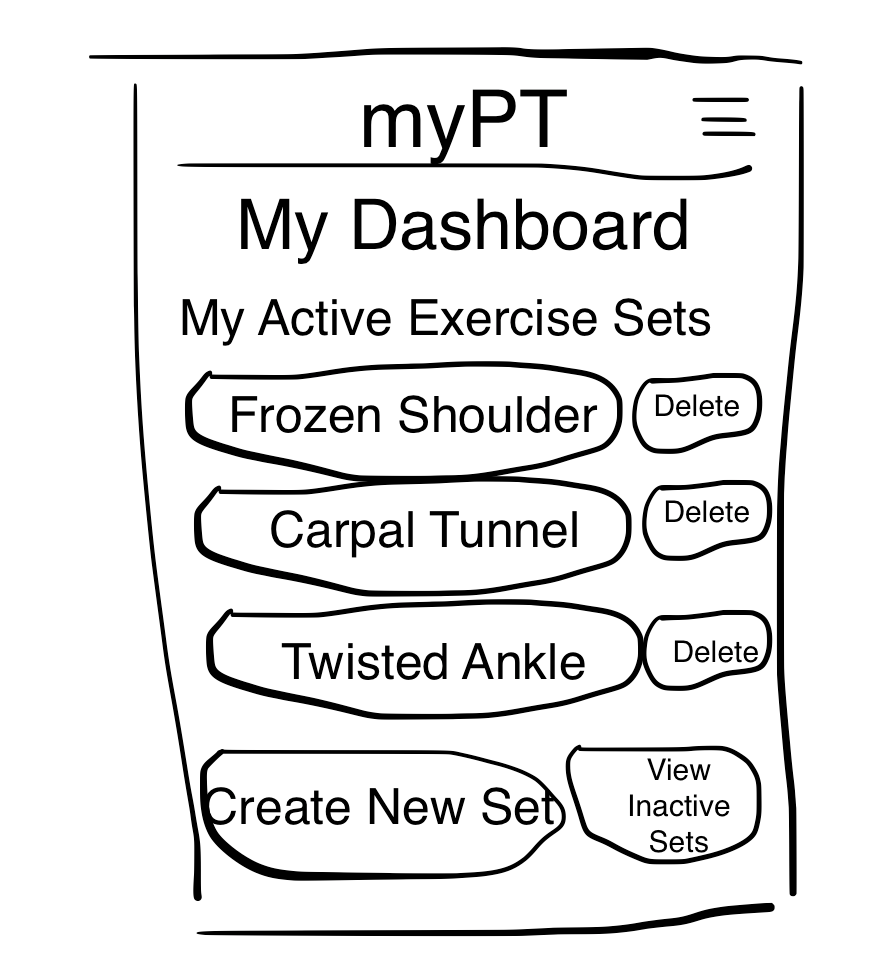 myPT
My Dashboard
My Active Exercise Sets
Frozen Shoulder
Delete
Carpal Tunnel
Delete
Twisted Ankle
Delete
Create New Set
View
Inactive
Sets